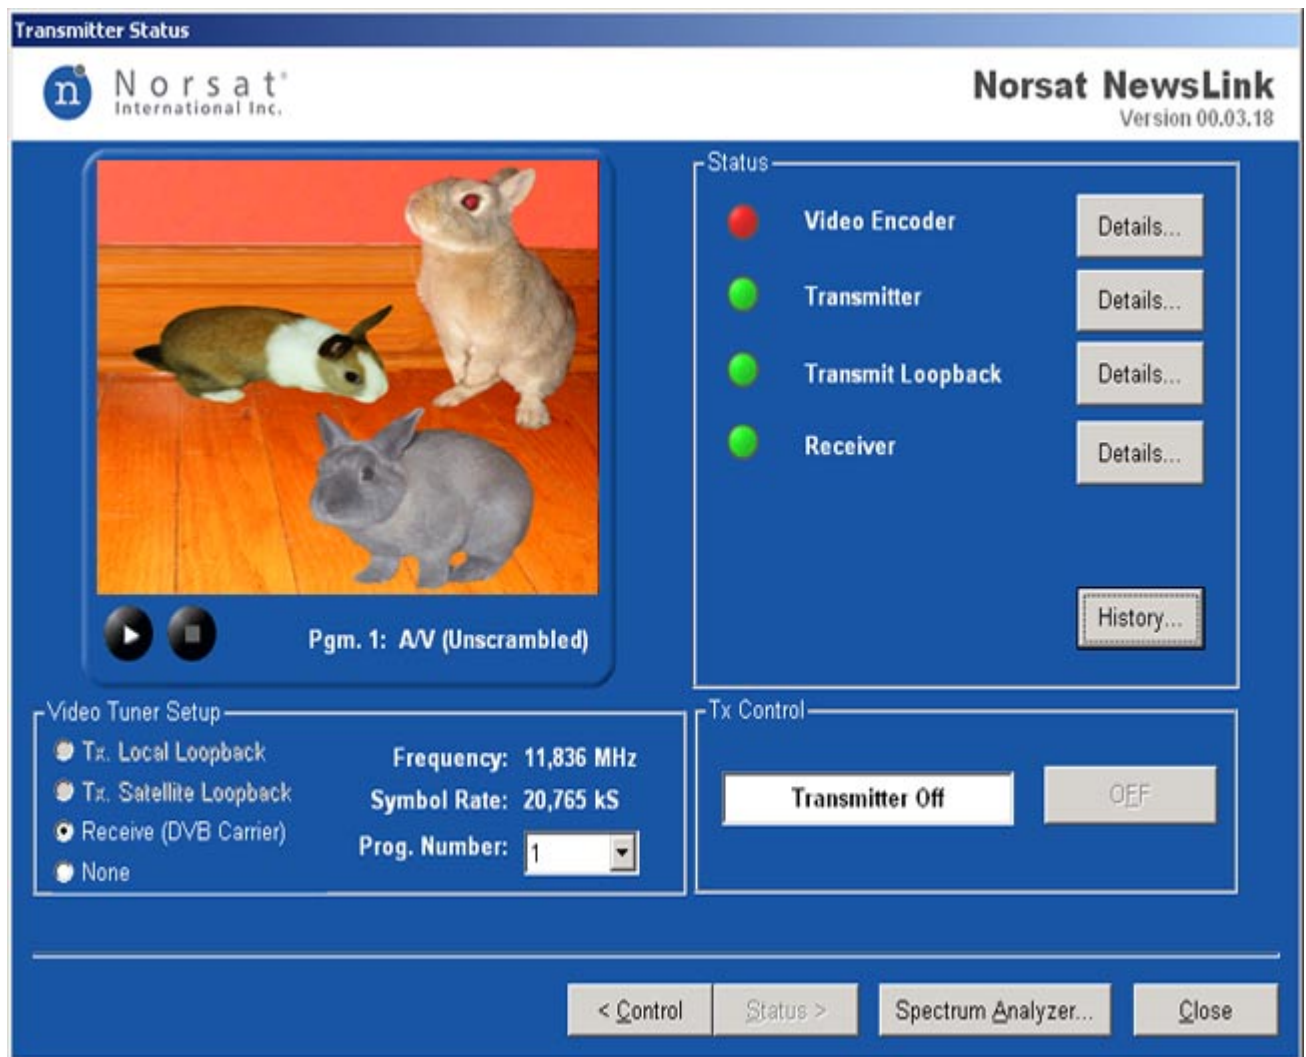 Transmitter Status
n Norsat®
International Inc.
Norsat NewsLink
Version 00.03.18
Status
Video Encoder Details...
Transmitter Details...
Transmit Loopback Details...
Receiver Details...
History...
Pgm. 1: A/V (Unscrambled)
Video Tuner Setup
Tx. Local Loopback
Tx. Satellite Loopback
Receive (DVB Carrier)
None
Frequency: 11,836 MHz
Symbol Rate: 20,765 kS
Prog. Number: 1
Tx Control
Transmitter Off OFF
< Control Status > Spectrum Analyzer... Close